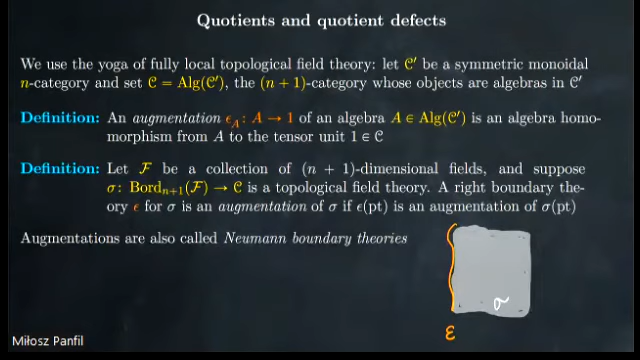 Quotients and quotient defects
We use the yoga of fully local topological field theory: let 𝒞′ be a symmetric monoidal
n-category and set 𝒞 = Alg(𝒞′), the (n + 1)-category whose objects are algebras in 𝒞′
Definition: An augmentation ϵ_A : A → 1 of an algebra A ∈ Alg(𝒞′) is an algebra homo-
morphism from A to the tensor unit 1 ∈ 𝒞
Definition: Let ℱ be a collection of (n + 1)-dimensional fields, and suppose
σ: Bord_{n+1}(ℱ) → 𝒞 is a topological field theory. A right boundary the-
ory ϵ for σ is an augmentation of σ if ϵ(pt) is an augmentation of σ(pt)
Augmentations are also called Neumann boundary theories
σ
ε
Miłosz Panfil